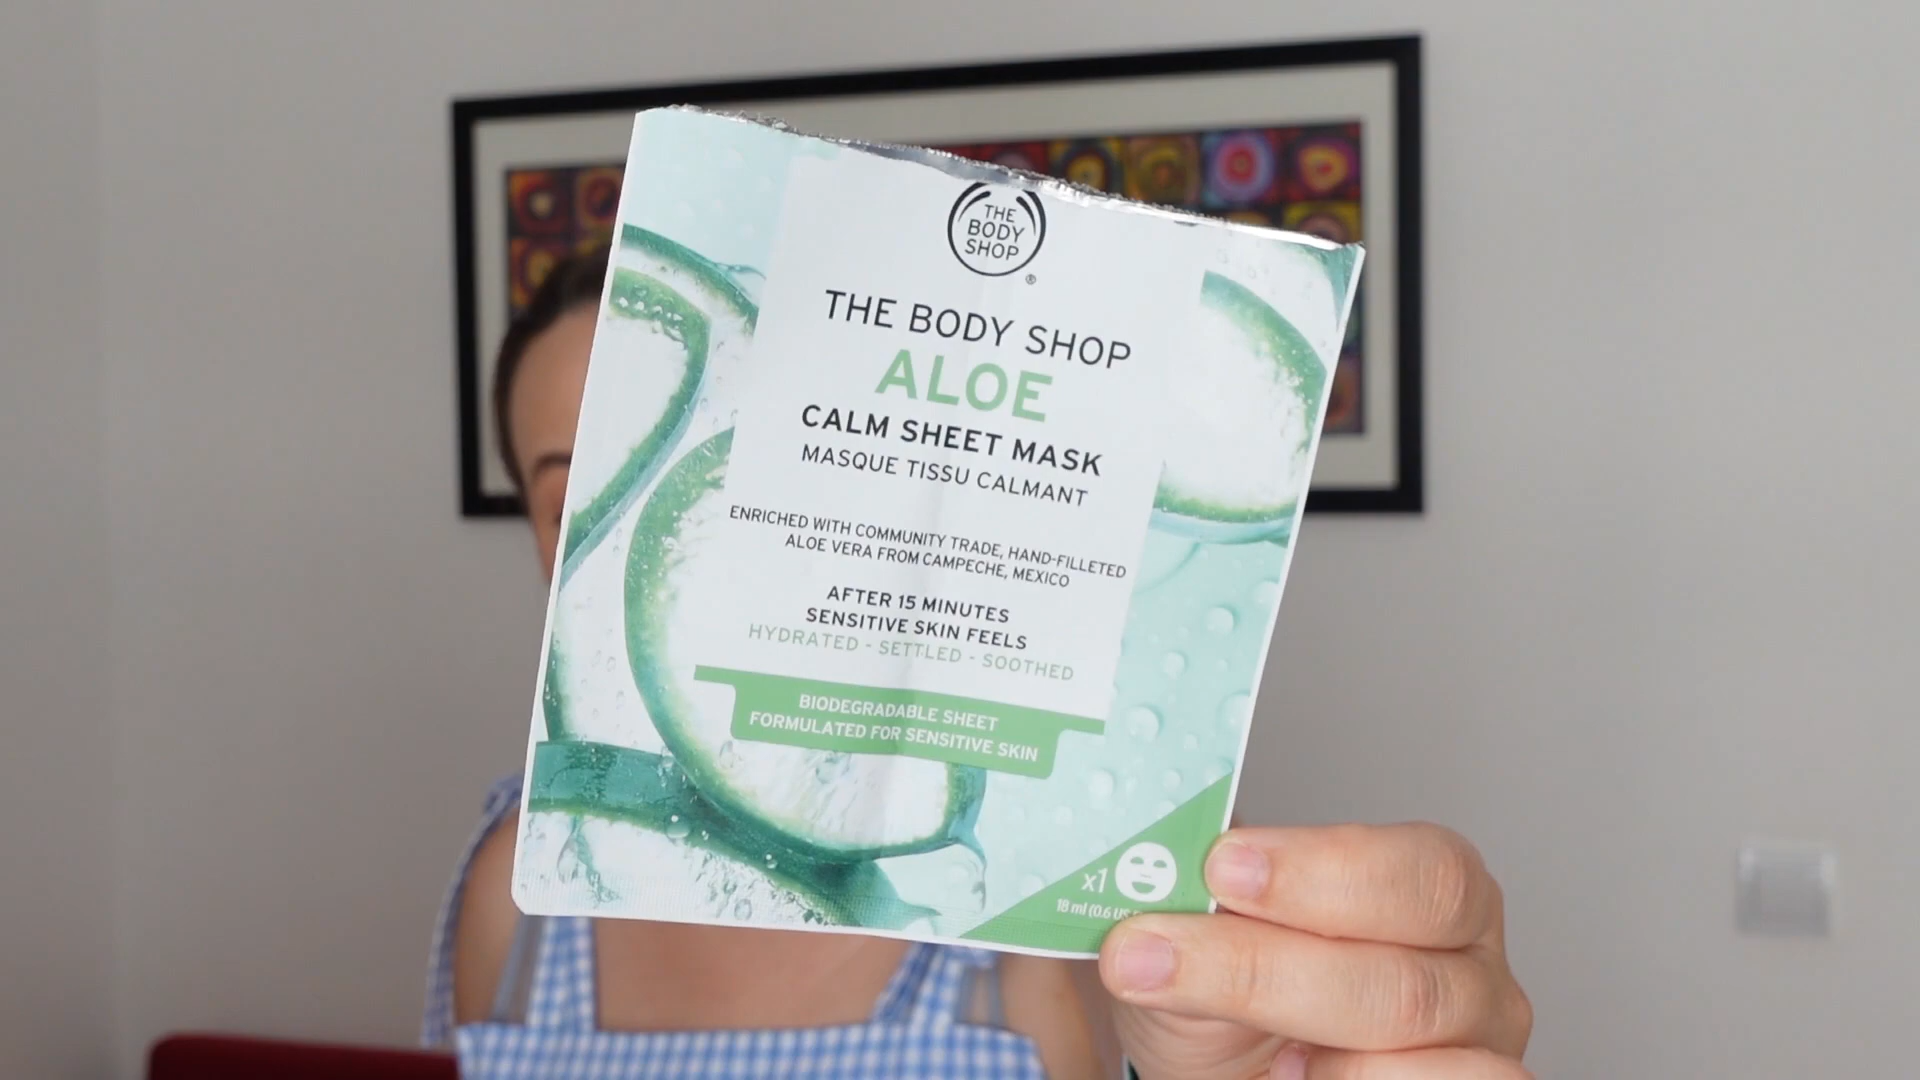 THE
BODY
SHOP
®
THE BODY SHOP
ALOE
CALM SHEET MASK
MASQUE TISSU CALMANT
ENRICHED WITH COMMUNITY TRADE, HAND-FILLETED
ALOE VERA FROM CAMPECHE, MEXICO
AFTER 15 MINUTES
SENSITIVE SKIN FEELS
HYDRATED - SETTLED - SOOTHED
BIODEGRADABLE SHEET
FORMULATED FOR SENSITIVE SKIN
x1
18 ml (0.6 US